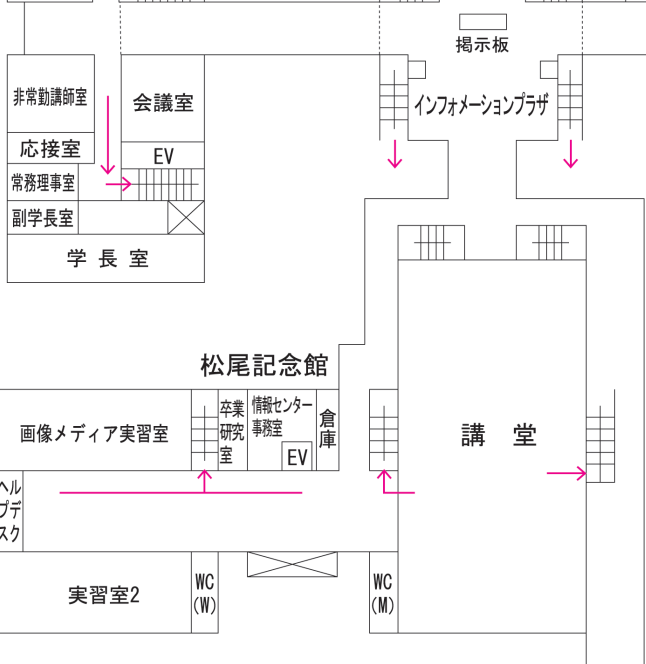 掲示板
インフォメーションプラザ
非常勤講師室
会議室
応接室
EV
常務理事室
副学長室
学長室
松尾記念館
画像メディア実習室
卒業
研究
室
情報センター
事務室
EV
倉
庫
講堂
ヘル
プデ
スク
実習室2
WC
(W)
WC
(M)